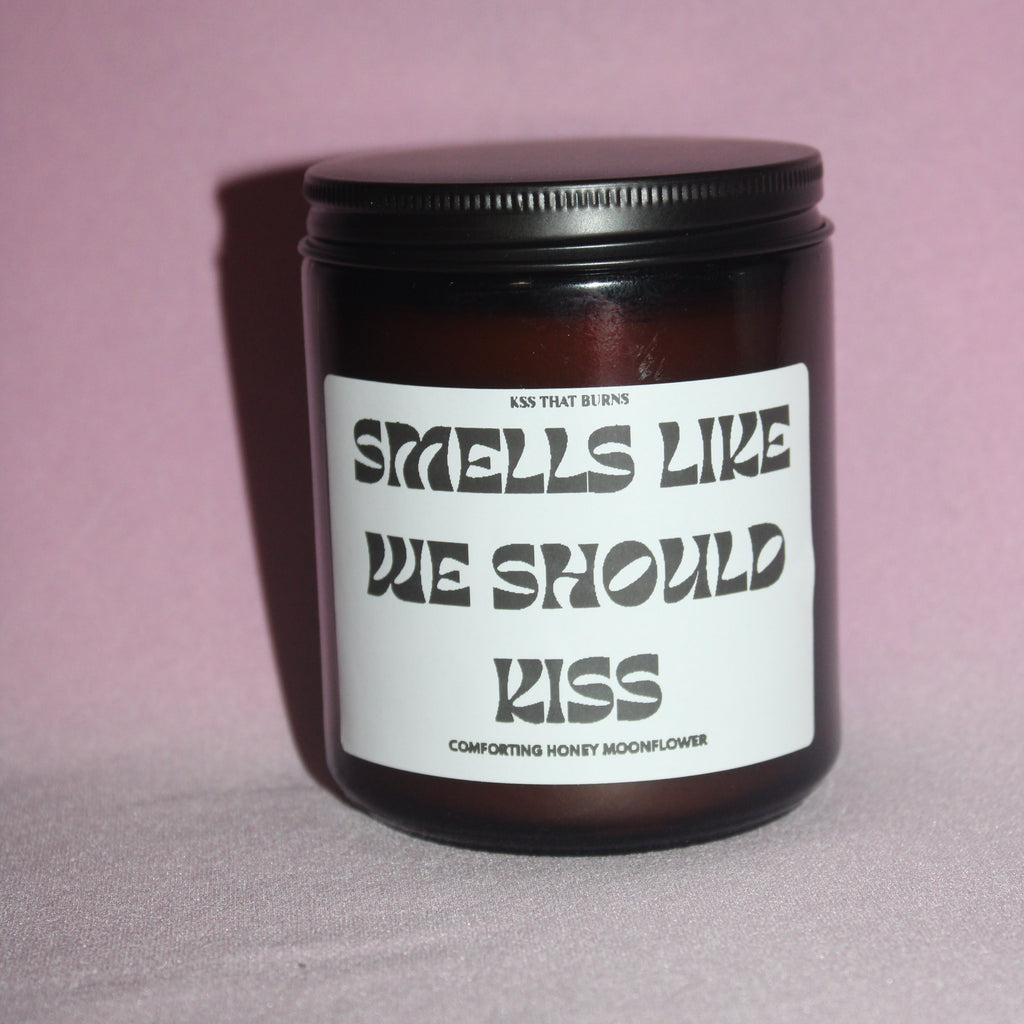 KSS THAT BURNS
SMELLS LIKE
WE SHOULD
KISS
COMFORTING HONEY MOONFLOWER